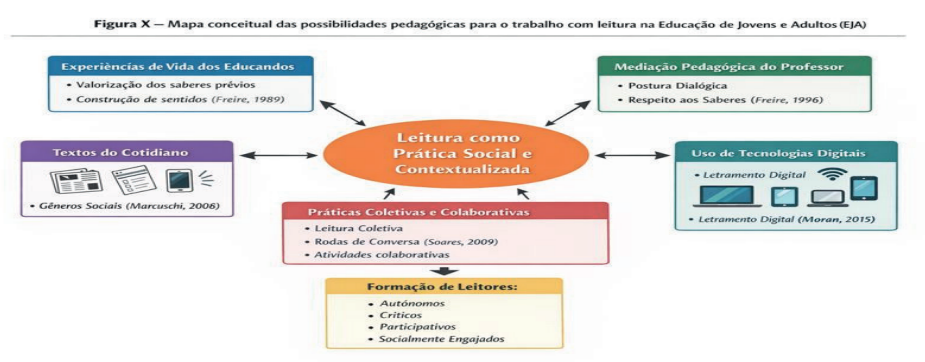 Figura X — Mapa conceitual das possibilidades pedagógicas para o trabalho com leitura na Educação de Jovens e Adultos (EJA)
Experiências de Vida dos Educandos
• Valorização dos saberes prévios
• Construção de sentidos (Freire, 1989)
Mediação Pedagógica do Professor
• Postura Dialógica
• Respeito aos Saberes (Freire, 1996)
Leitura como
Prática Social e
Contextualizada
Textos do Cotidiano
• Gêneros Sociais (Marcuschi, 2008)
Uso de Tecnologias Digitais
• Letramento Digital
• Letramento Digital (Moran, 2015)
Práticas Coletivas e Colaborativas
• Leitura Coletiva
• Rodas de Conversa (Soares, 2009)
• Atividades colaborativas
Formação de Leitores:
• Autónomos
• Críticos
• Participativos
• Socialmente Engajados